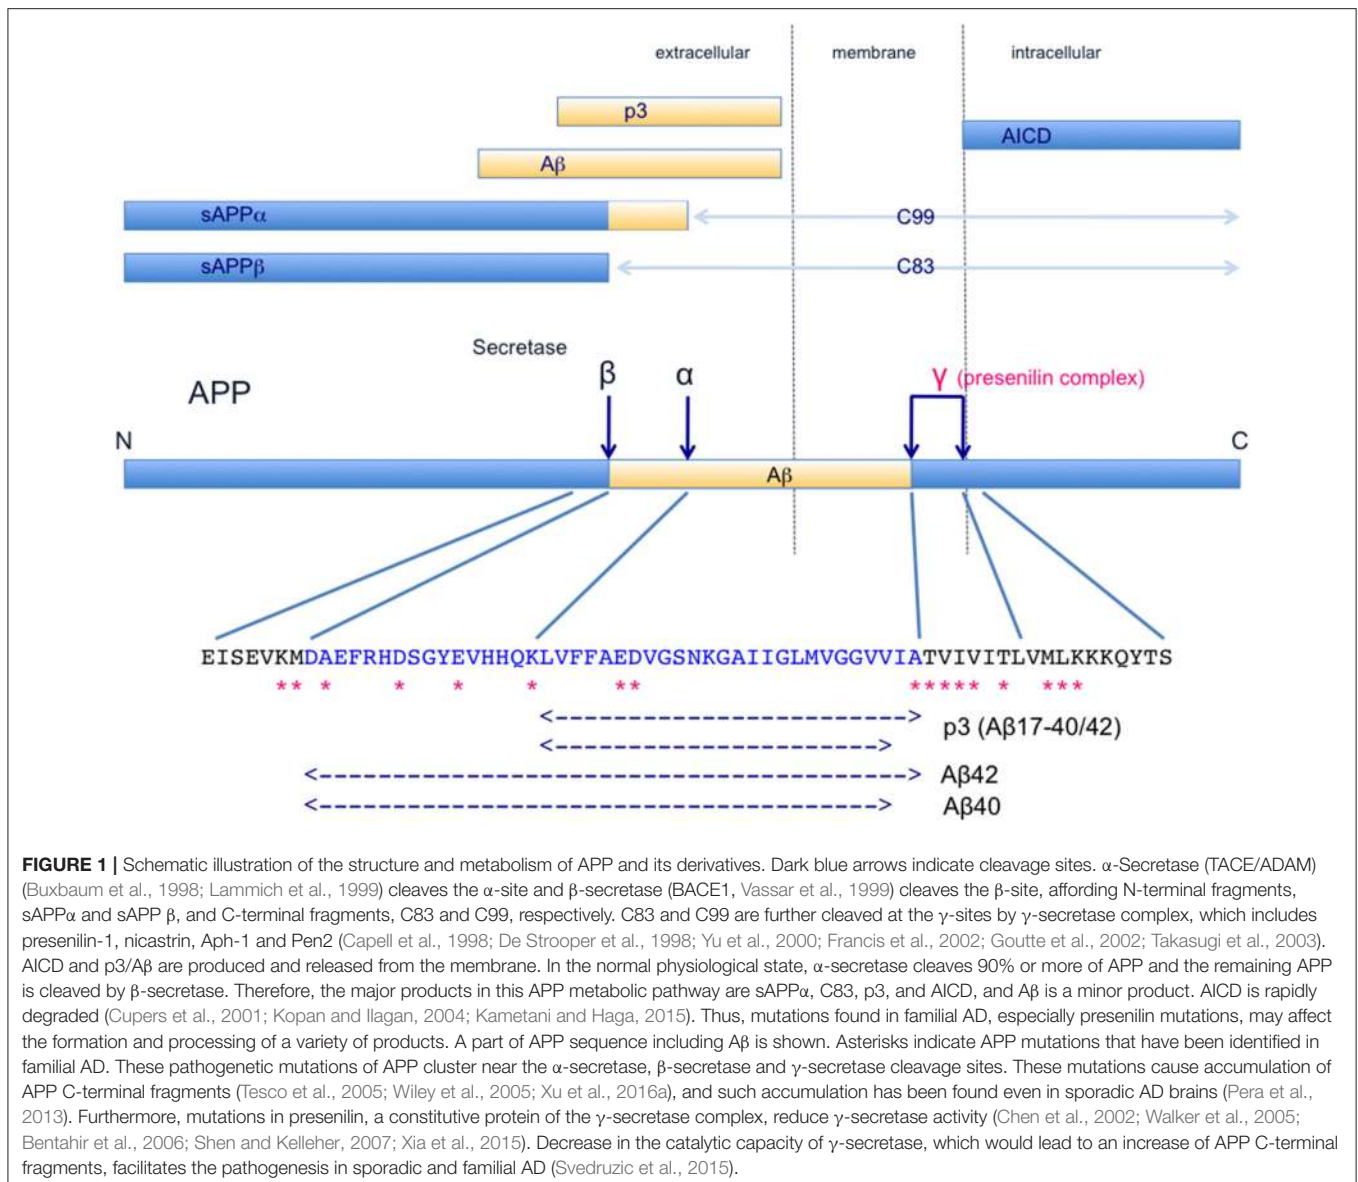 extracellular membrane intracellular
p3
AICD
Aβ
sAPPα C99
sAPPβ C83
Secretase
β α γ (presenilin complex)
APP
N C
Aβ
EISEVKMDAEFRHDSGYEVHHQKLVFFAEDVGSNKGAIIGLMVGGVVIATVIVITLVMLKKKQYTS
** * * * * ** ***** * ***
<-------------------------> p3 (Aβ17-40/42)
<----------------------->
<----------------------------------------> Aβ42
<--------------------------------------> Aβ40
FIGURE 1 | Schematic illustration of the structure and metabolism of APP and its derivatives. Dark blue arrows indicate cleavage sites. α-Secretase (TACE/ADAM)
(Buxbaum et al., 1998; Lammich et al., 1999) cleaves the α-site and β-secretase (BACE1, Vassar et al., 1999) cleaves the β-site, affording N-terminal fragments,
sAPPα and sAPP β, and C-terminal fragments, C83 and C99, respectively. C83 and C99 are further cleaved at the γ-sites by γ-secretase complex, which includes
presenilin-1, nicastrin, Aph-1 and Pen2 (Capell et al., 1998; De Strooper et al., 1998; Yu et al., 2000; Francis et al., 2002; Goutte et al., 2002; Takasugi et al., 2003).
AICD and p3/Aβ are produced and released from the membrane. In the normal physiological state, α-secretase cleaves 90% or more of APP and the remaining APP
is cleaved by β-secretase. Therefore, the major products in this APP metabolic pathway are sAPPα, C83, p3, and AICD, and Aβ is a minor product. AICD is rapidly
degraded (Cupers et al., 2001; Kopan and Ilagan, 2004; Kametani and Haga, 2015). Thus, mutations found in familial AD, especially presenilin mutations, may affect
the formation and processing of a variety of products. A part of APP sequence including Aβ is shown. Asterisks indicate APP mutations that have been identified in
familial AD. These pathogenetic mutations of APP cluster near the α-secretase, β-secretase and γ-secretase cleavage sites. These mutations cause accumulation of
APP C-terminal fragments (Tesco et al., 2005; Wiley et al., 2005; Xu et al., 2016a), and such accumulation has been found even in sporadic AD brains (Pera et al.,
2013). Furthermore, mutations in presenilin, a constitutive protein of the γ-secretase complex, reduce γ-secretase activity (Chen et al., 2002; Walker et al., 2005;
Bentahir et al., 2006; Shen and Kelleher, 2007; Xia et al., 2015). Decrease in the catalytic capacity of γ-secretase, which would lead to an increase of APP C-terminal
fragments, facilitates the pathogenesis in sporadic and familial AD (Svedruzic et al., 2015).